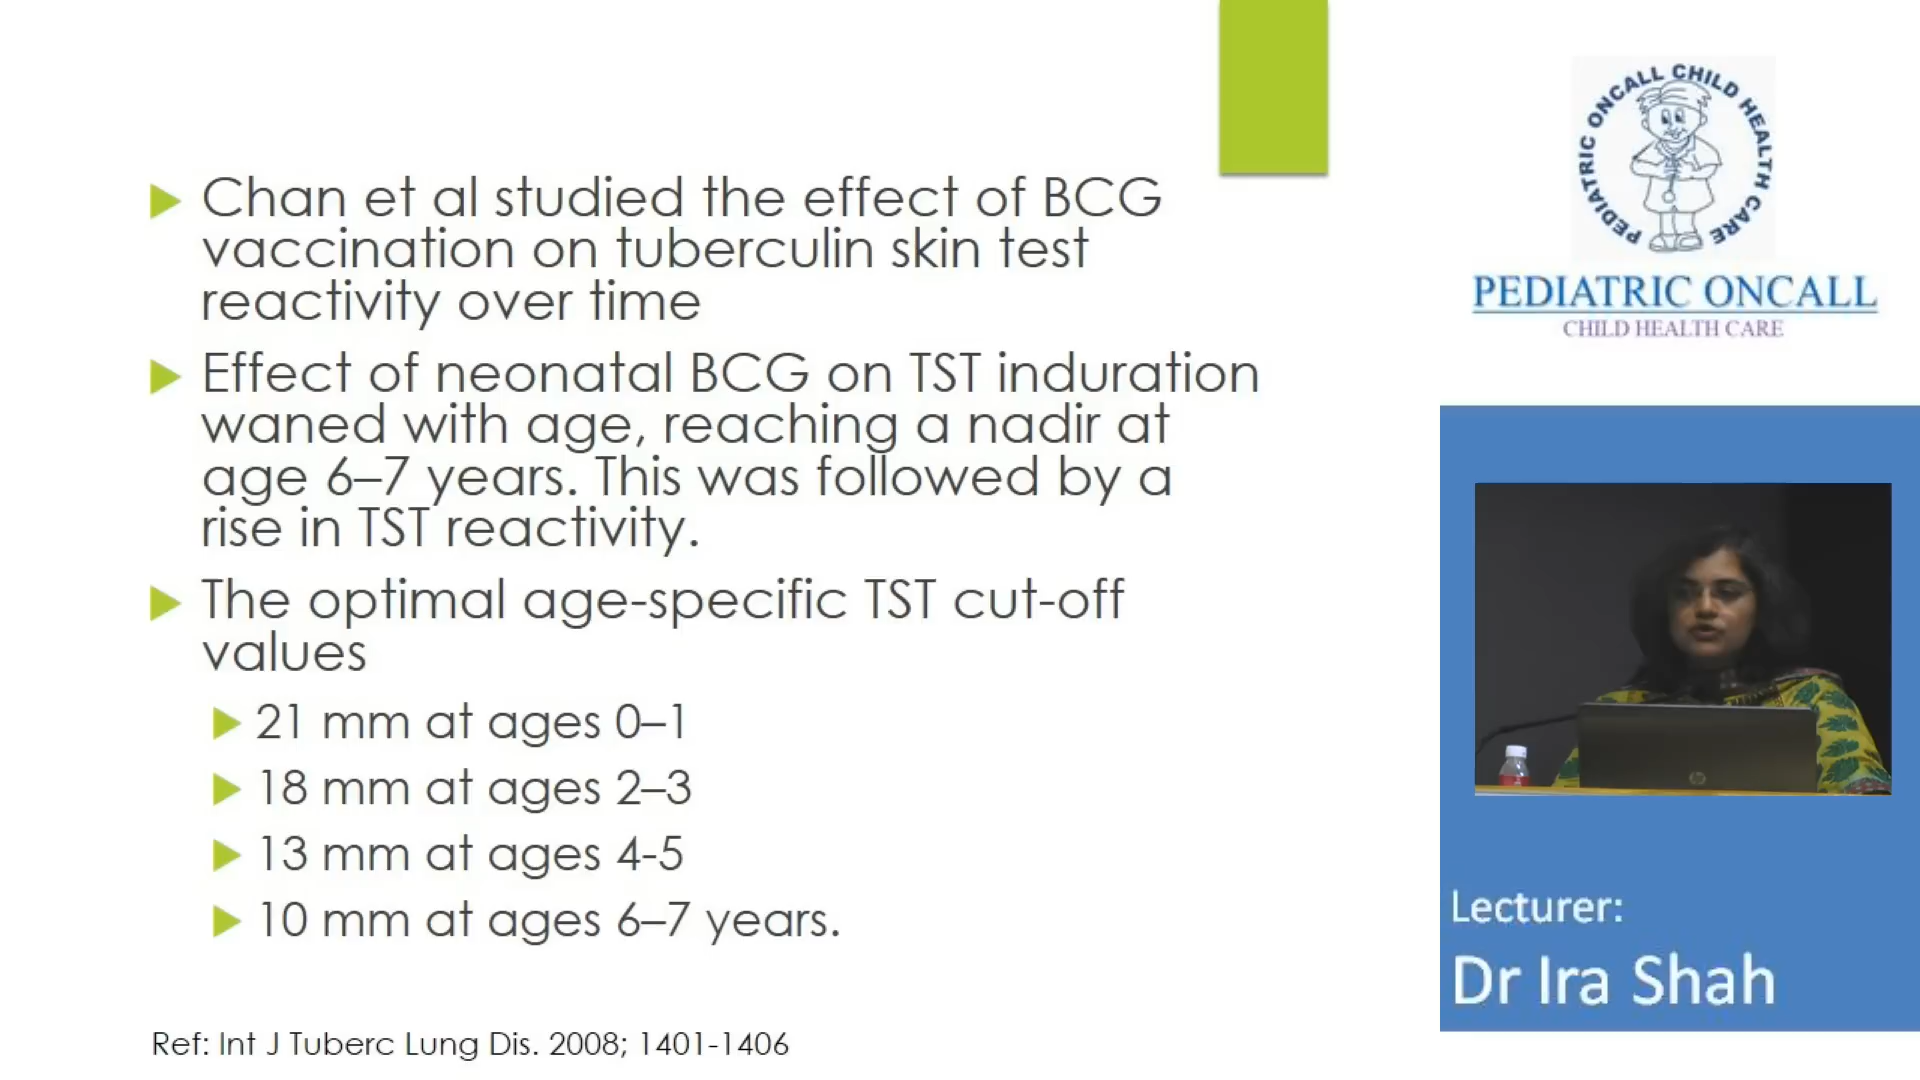 Chan et al studied the effect of BCG
vaccination on tuberculin skin test
reactivity over time
Effect of neonatal BCG on TST induration
waned with age, reaching a nadir at
age 6–7 years. This was followed by a
rise in TST reactivity.
The optimal age-specific TST cut-off
values
21 mm at ages 0–1
18 mm at ages 2–3
13 mm at ages 4-5
10 mm at ages 6–7 years.
Ref: Int J Tuberc Lung Dis. 2008; 1401-1406
PEDIATRIC ONCALL CHILD HEALTH CARE
PEDIATRIC ONCALL
CHILD HEALTH CARE
hp
Lecturer:
Dr Ira Shah